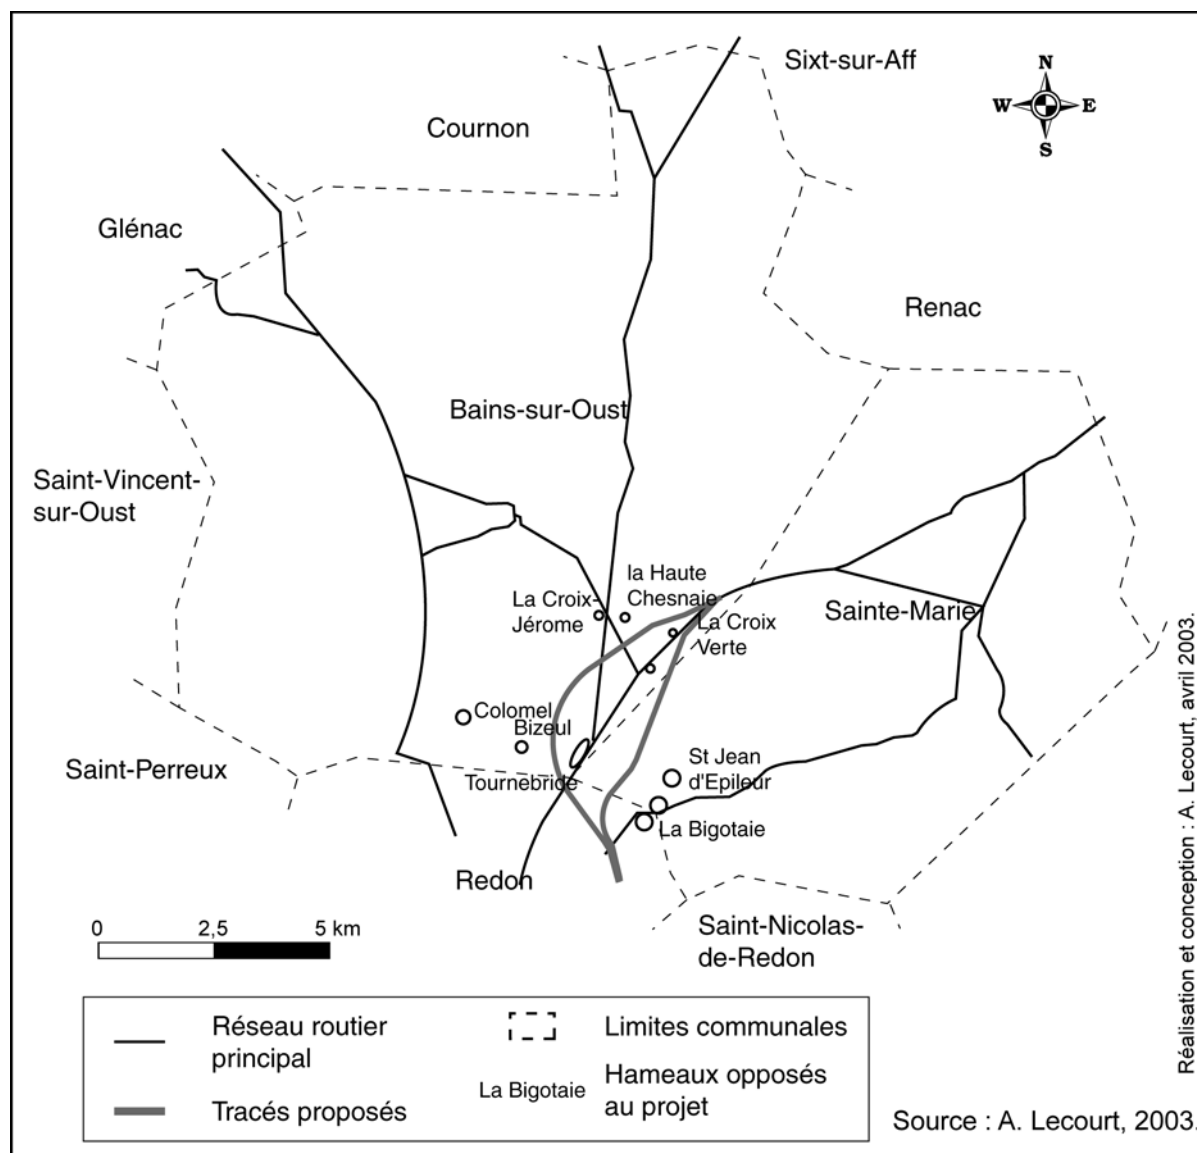 Sixt-sur-Aff
N
W
E
S
Cournon
Glénac
Renac
Bains-sur-Oust
Saint-Vincent-
sur-Oust
la Haute
Chesnaie
La Croix-
Jérome
La Croix
Verte
Sainte-Marie
Colomel
Bizeul
St Jean
d'Epileur
Saint-Perreux
Tournebride
La Bigotaie
Redon
Saint-Nicolas-
de-Redon
0 2,5 5 km
Réseau routier
principal
Limites communales
Tracés proposés
La Bigotaie
Hameaux opposés
au projet
Source : A. Lecourt, 2003.
Réalisation et conception : A. Lecourt, avril 2003.